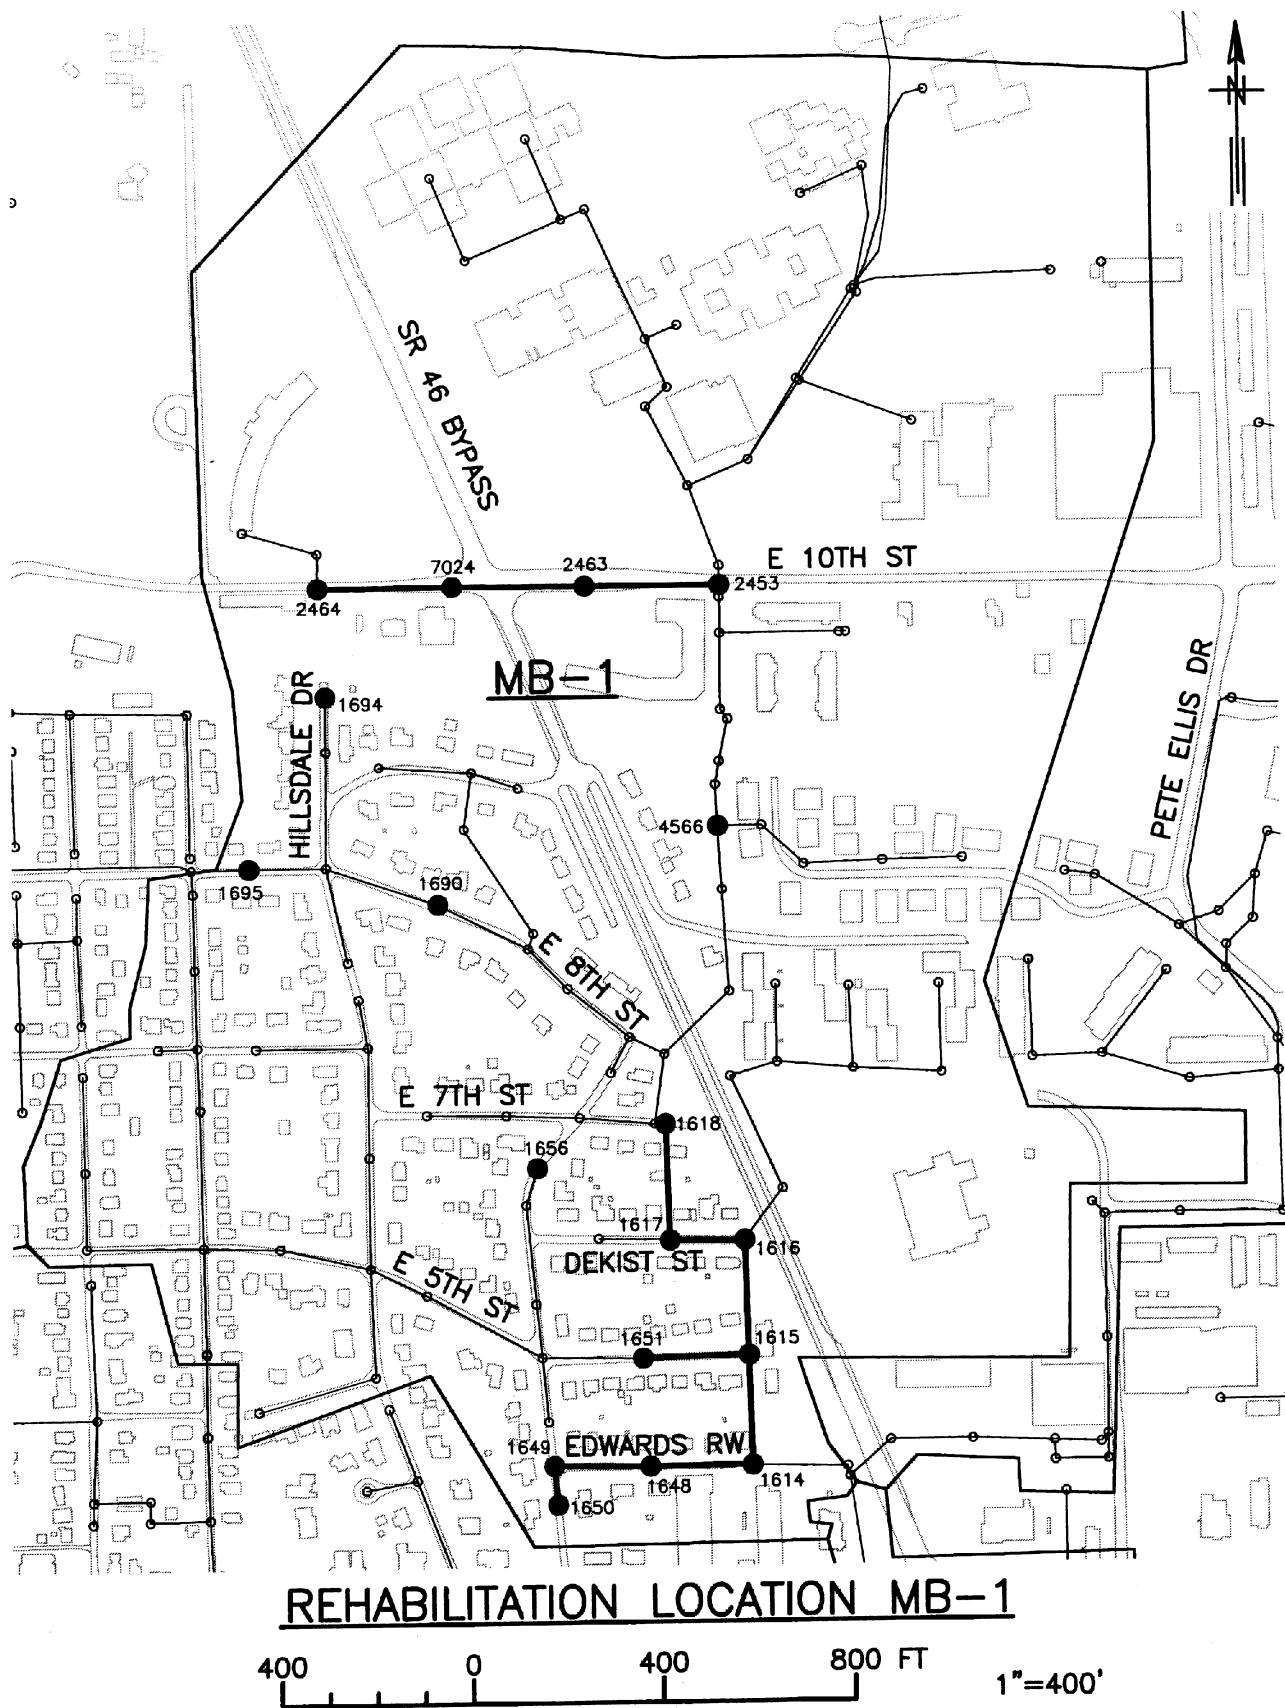 N
SR 46 BYPASS
E 10TH ST
7024
2463
2453
2464
MB-1
PETE ELLIS DR
HILLSDALE DR
1694
4566
1695
1690
E 8TH ST
E 7TH ST
1618
1656
1617
1616
DEKIST ST
E 5TH ST
1651
1615
1649
EDWARDS RW
1648
1614
1650
REHABILITATION LOCATION MB-1
400 0 400 800 FT
1"=400'